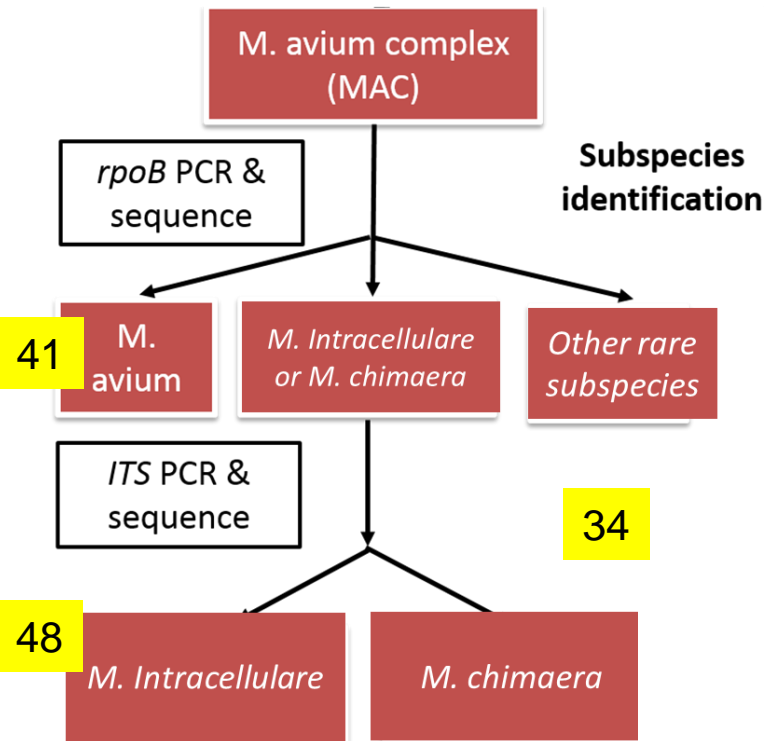 M. avium complex
(MAC)
rpoB PCR &
sequence
Subspecies
identification
41
M.
avium
M. Intracellulare
or M. chimaera
Other rare
subspecies
ITS PCR &
sequence
34
48
M. Intracellulare
M. chimaera